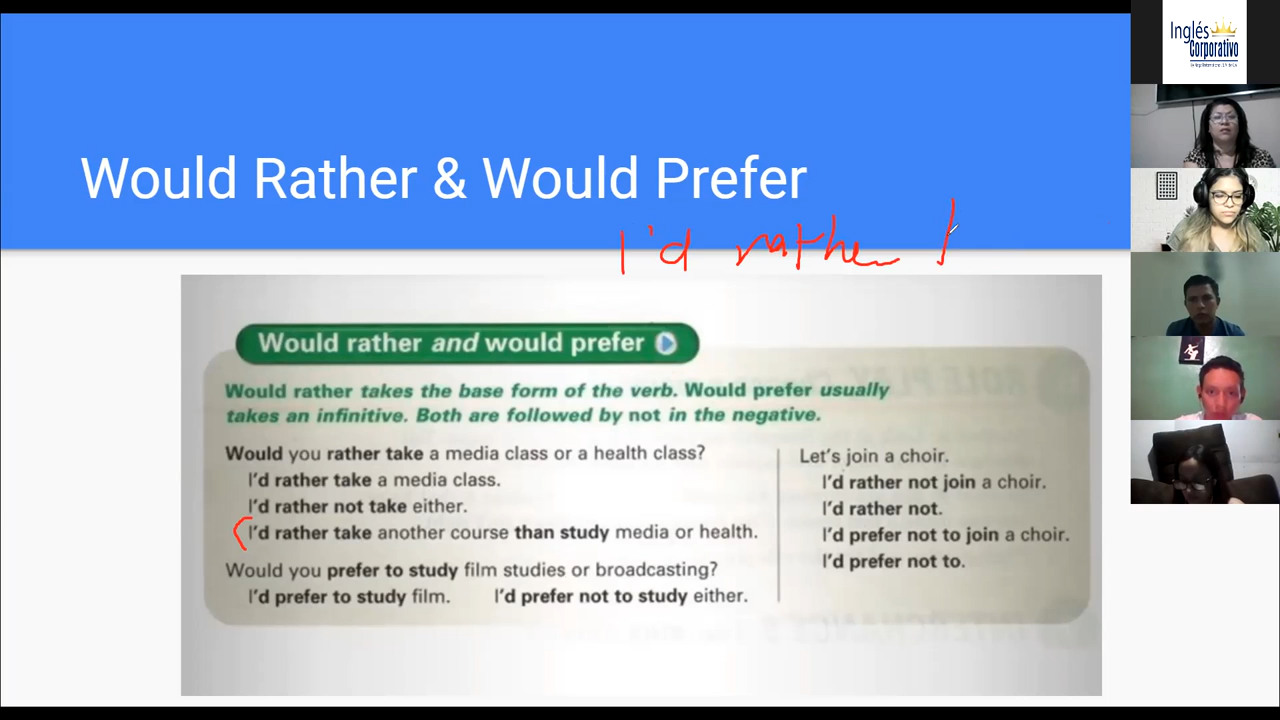 Would Rather & Would Prefer
I'd rather
Would rather and would prefer
Would rather takes the base form of the verb. Would prefer usually
takes an infinitive. Both are followed by not in the negative.
Would you rather take a media class or a health class?
I'd rather take a media class.
I'd rather not take either.
I'd rather take another course than study media or health.
Would you prefer to study film studies or broadcasting?
I'd prefer to study film. I'd prefer not to study either.
Let's join a choir.
I'd rather not join a choir.
I'd rather not.
I'd prefer not to join a choir.
I'd prefer not to.
Inglés
Corporativo